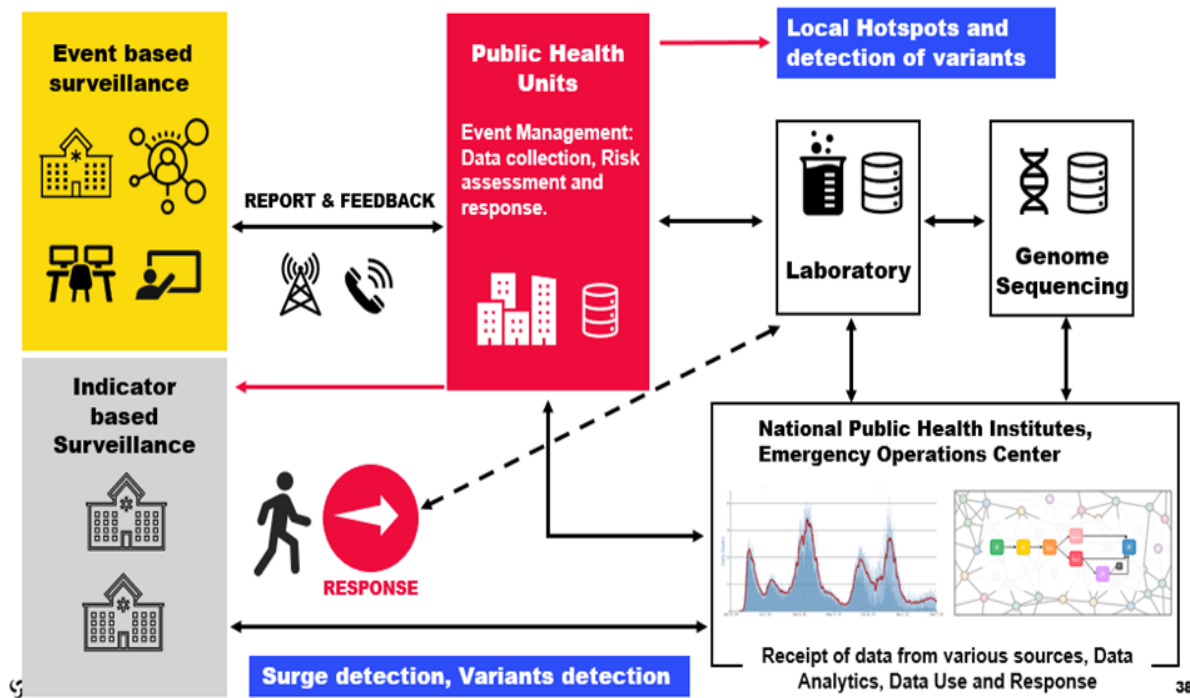 Event based
surveillance
Public Health
Units
Event Management:
Data collection, Risk
assessment and
response.
Local Hotspots and
detection of variants
REPORT & FEEDBACK
Laboratory
Genome
Sequencing
Indicator
based
Surveillance
RESPONSE
National Public Health Institutes,
Emergency Operations Center
Receipt of data from various sources, Data
Analytics, Data Use and Response
Surge detection, Variants detection
38